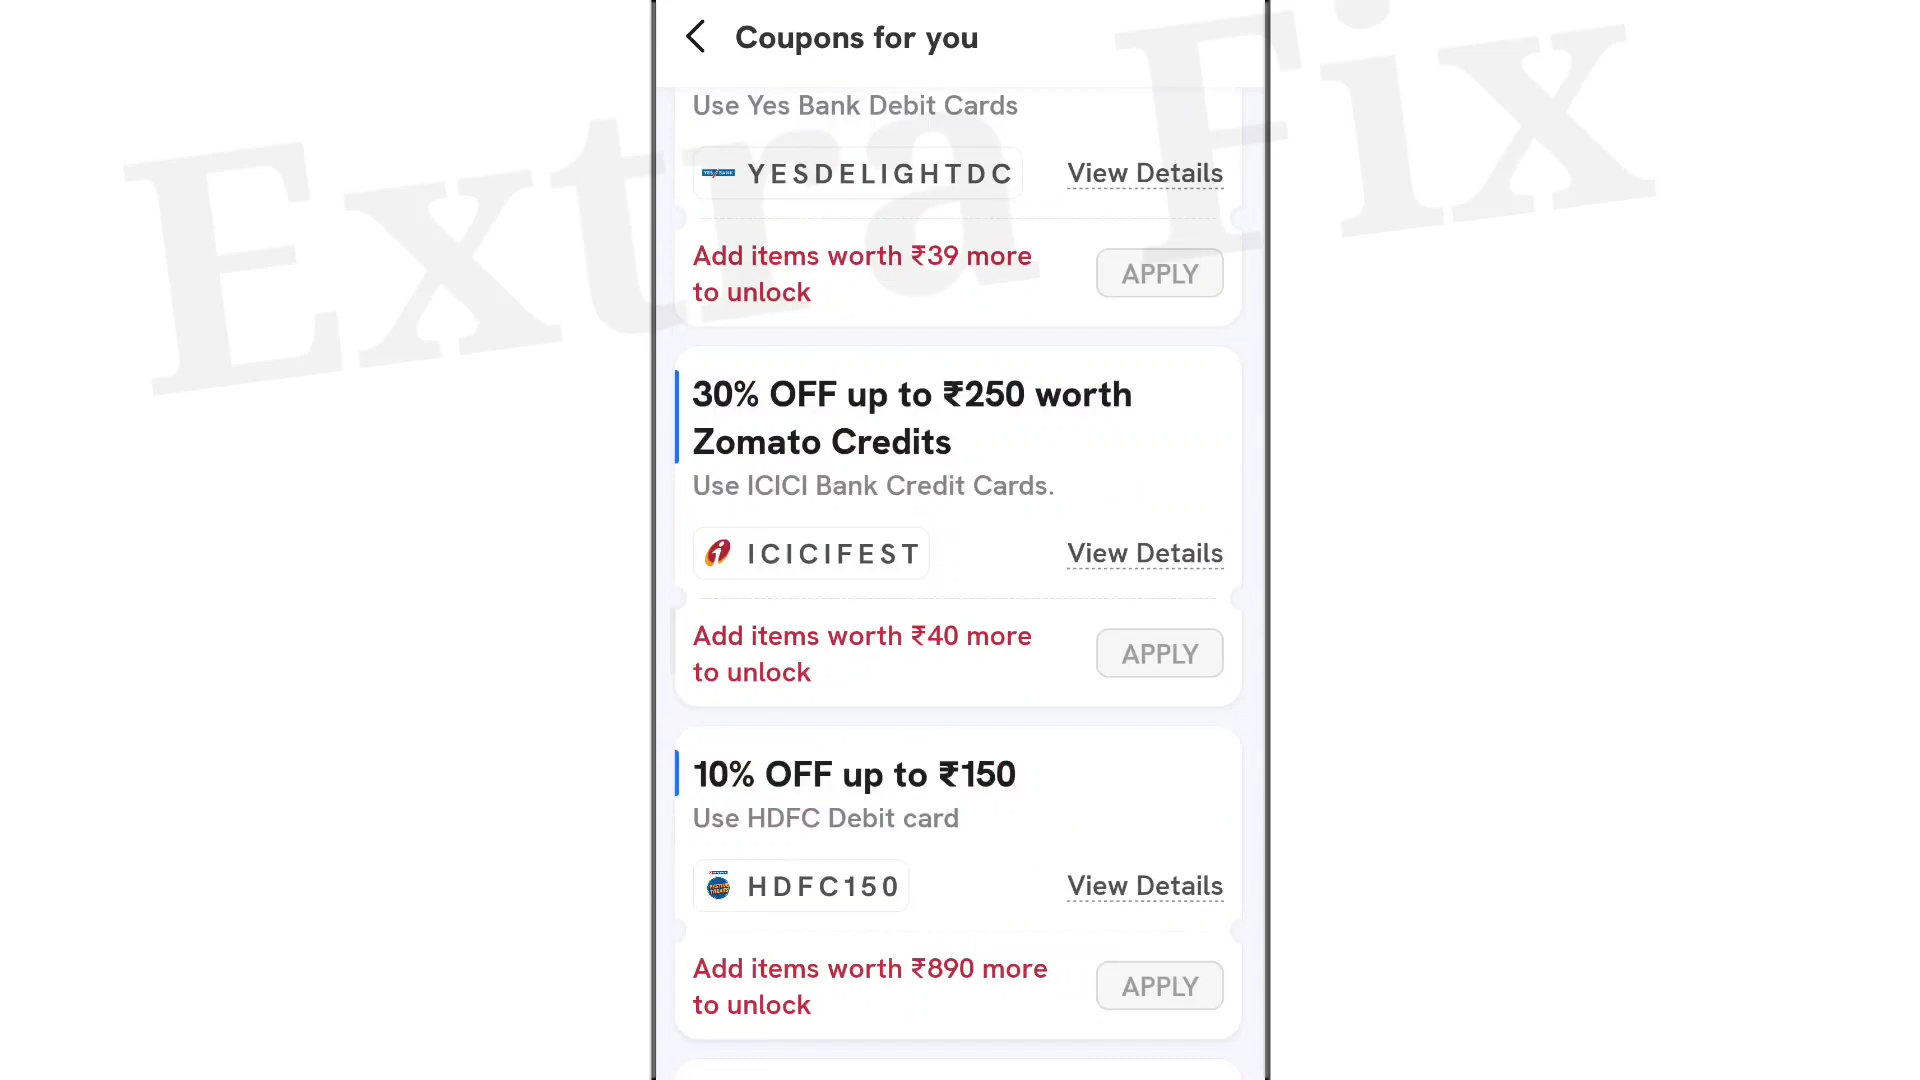 Extra Fix
Coupons for you
Use Yes Bank Debit Cards
YES BANK YESDELIGHTDC View Details
Add items worth ₹39 more
to unlock
APPLY
30% OFF up to ₹250 worth
Zomato Credits
Use ICICI Bank Credit Cards.
ICICIFEST View Details
Add items worth ₹40 more
to unlock
APPLY
10% OFF up to ₹150
Use HDFC Debit card
HDFC150 View Details
Add items worth ₹890 more
to unlock
APPLY